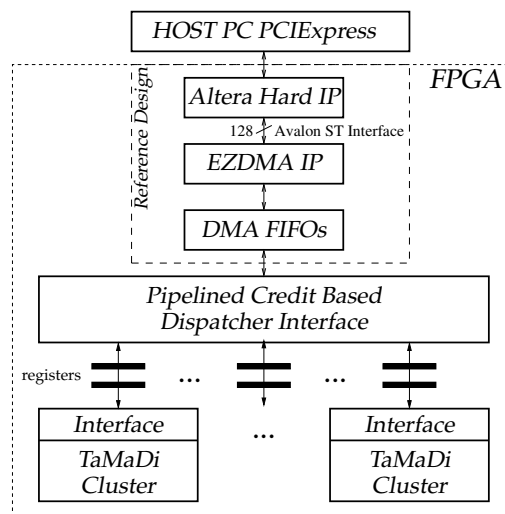 HOST PC PCIExpress
FPGA
Reference Design
Altera Hard IP
128 Avalon ST Interface
EZDMA IP
DMA FIFOs
Pipelined Credit Based
Dispatcher Interface
registers
... ...
Interface
TaMaDi
Cluster
...
Interface
TaMaDi
Cluster